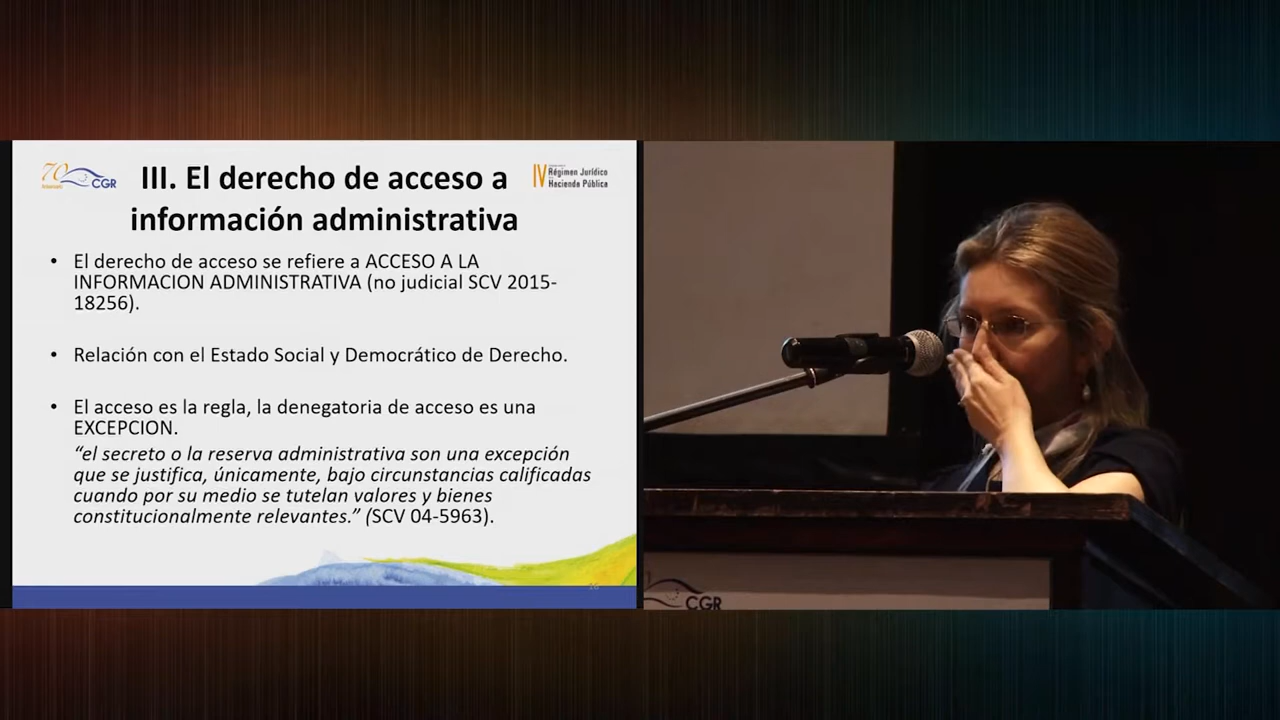 70
CGR
IV Régimen Jurídico
Hacienda Pública
III. El derecho de acceso a
información administrativa
• El derecho de acceso se refiere a ACCESO A LA
INFORMACION ADMINISTRATIVA (no judicial SCV 2015-
18256).
• Relación con el Estado Social y Democrático de Derecho.
• El acceso es la regla, la denegatoria de acceso es una
EXCEPCION.
“el secreto o la reserva administrativa son una excepción
que se justifica, únicamente, bajo circunstancias calificadas
cuando por su medio se tutelan valores y bienes
constitucionalmente relevantes.” (SCV 04-5963).
CGR